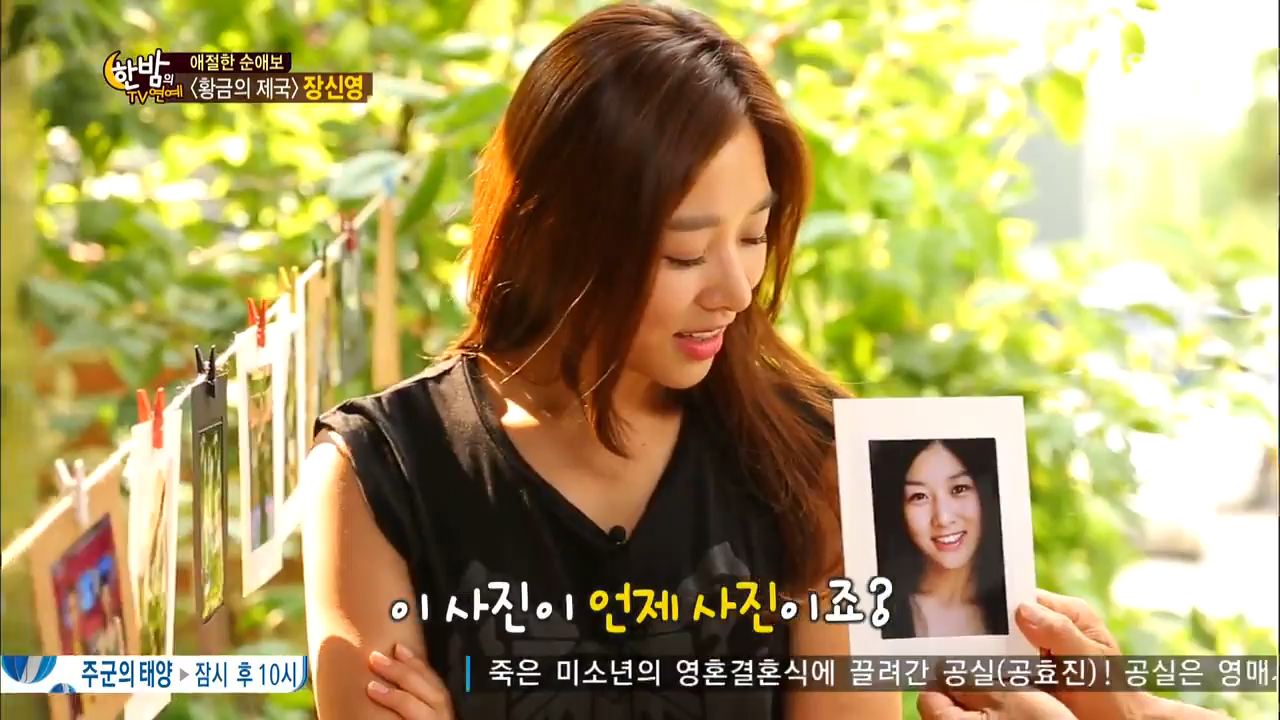 한밤의 TV연예
애절한 순애보
〈황금의 제국〉 장신영
이 사진이 언제 사진이죠?
주군의 태양 ▶ 잠시 후 10시
죽은 미소년의 영혼결혼식에 끌려간 공실(공효진)! 공실은 영매